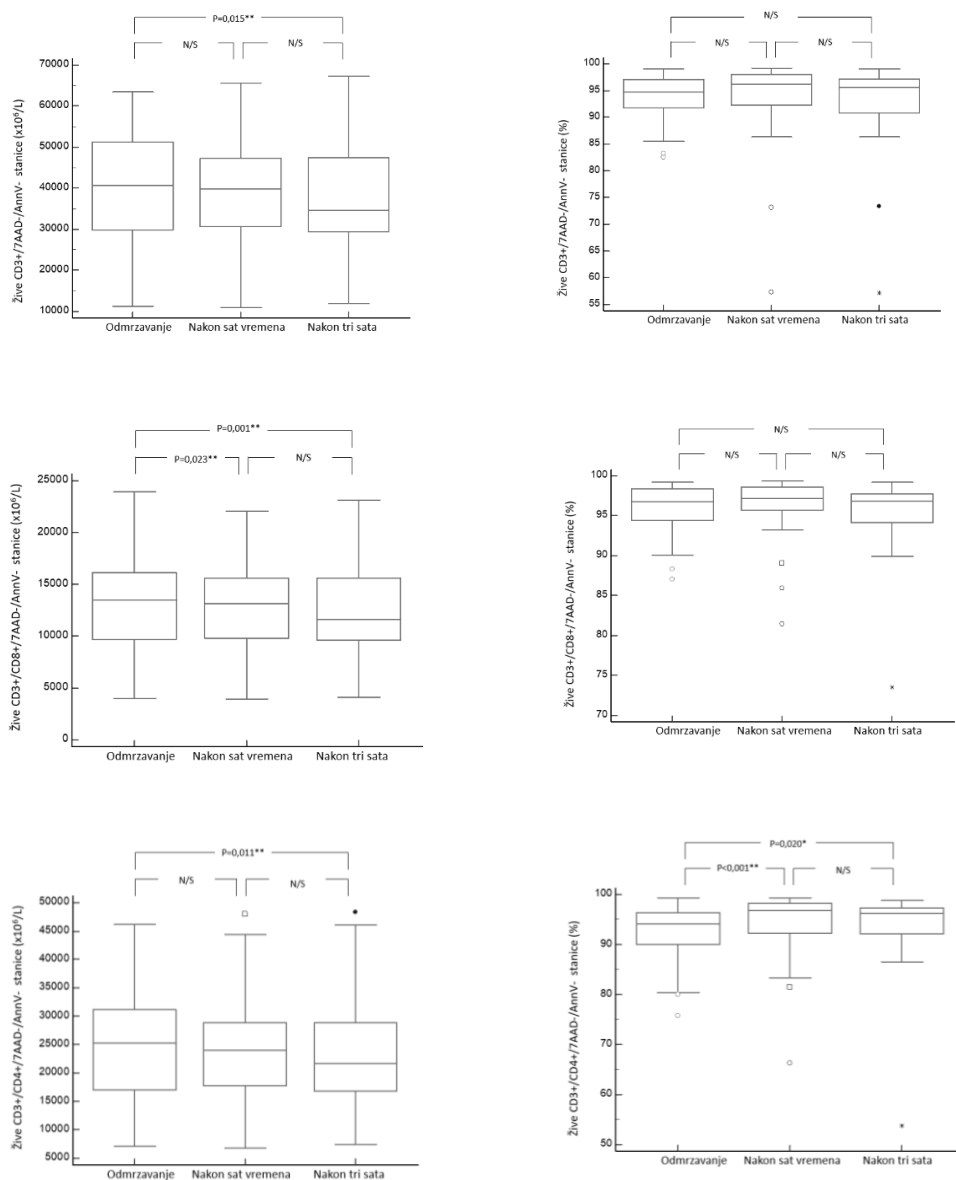 P=0,015**
N/S N/S
Žive CD3+/7AAD-/AnnV- stanice (x10⁶/L)
70000
60000
50000
40000
30000
20000
10000
Odmrzavanje Nakon sat vremena Nakon tri sata
N/S
N/S N/S
Žive CD3+/7AAD-/AnnV- stanice (%)
100
95
90
85
80
75
70
65
60
55
Odmrzavanje Nakon sat vremena Nakon tri sata
P=0,001**
P=0,023** N/S
Žive CD3+/CD8+/7AAD-/AnnV- stanice (x10⁶/L)
25000
20000
15000
10000
5000
0
Odmrzavanje Nakon sat vremena Nakon tri sata
N/S
N/S N/S
Žive CD3+/CD8+/7AAD-/AnnV- stanice (%)
100
95
90
85
80
75
70
Odmrzavanje Nakon sat vremena Nakon tri sata
P=0,011**
N/S N/S
Žive CD3+/CD4+/7AAD-/AnnV- stanice (x10⁶/L)
50000
45000
40000
35000
30000
25000
20000
15000
10000
5000
Odmrzavanje Nakon sat vremena Nakon tri sata
P=0,020*
P<0,001** N/S
Žive CD3+/CD4+/7AAD-/AnnV- stanice (%)
100
90
80
70
60
50
Odmrzavanje Nakon sat vremena Nakon tri sata